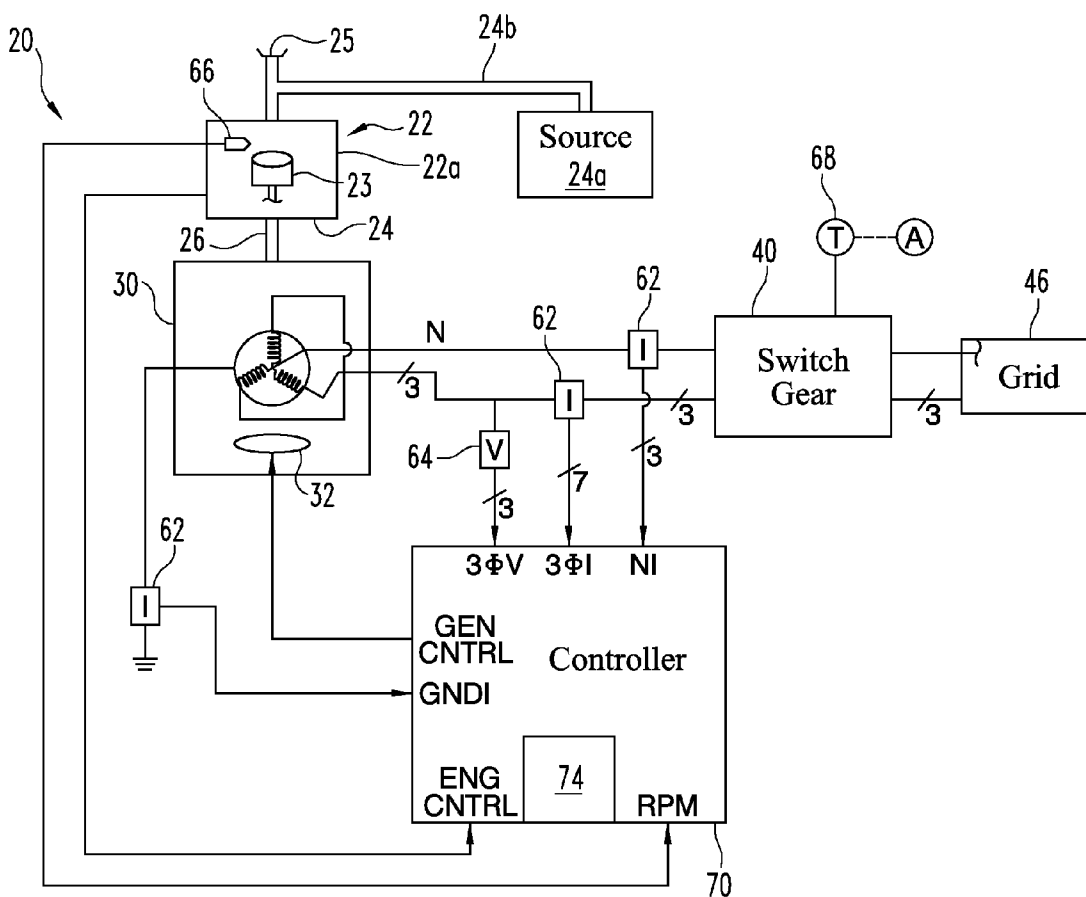 20
25
24b
66
22
22a
Source
24a
23
68
T
A
26
24
40
62
46
30
N
62
I
3
I
3
Switch
Gear
3
Grid
64
V
3
7
3
32
62
3ΦV 3ΦI NI
I
GEN
CNTRL
Controller
GNDI
ENG
CNTRL
74
RPM
70